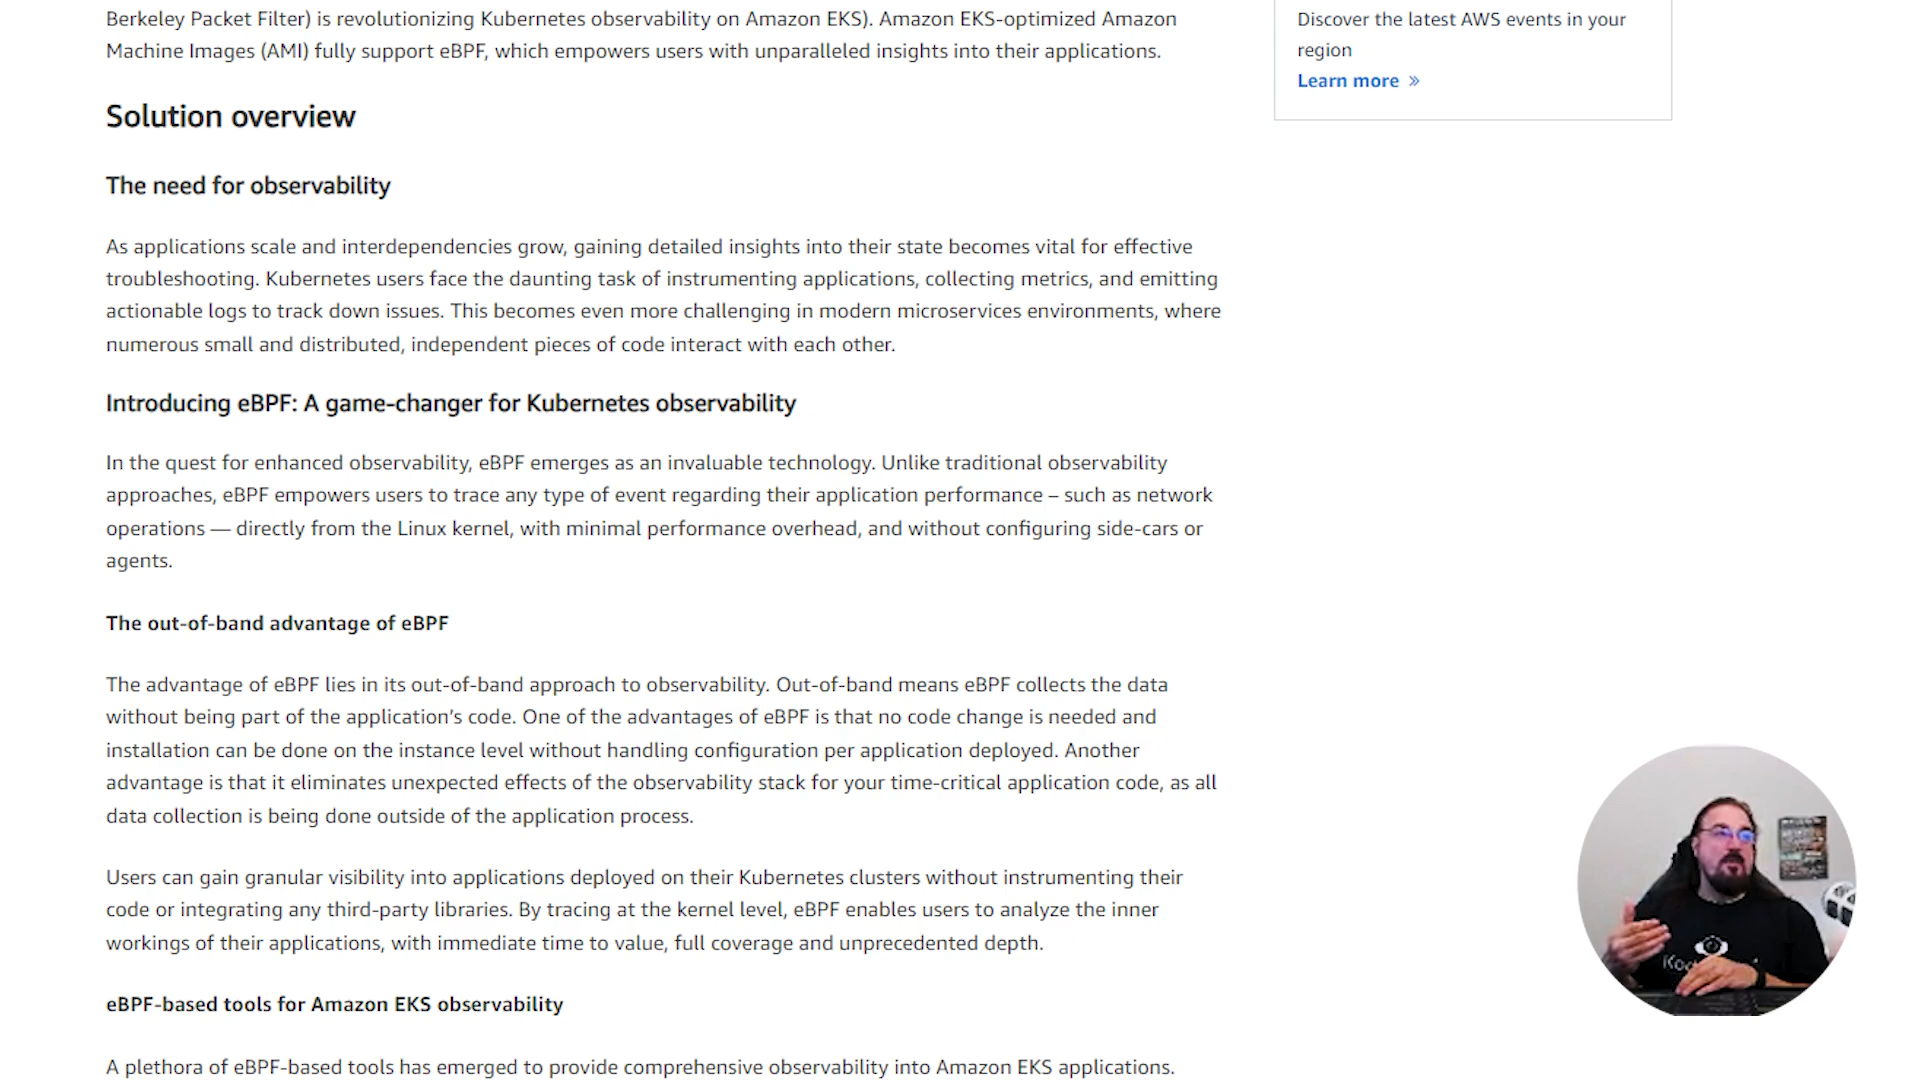 Berkeley Packet Filter) is revolutionizing Kubernetes observability on Amazon EKS). Amazon EKS-optimized Amazon
Machine Images (AMI) fully support eBPF, which empowers users with unparalleled insights into their applications.
Discover the latest AWS events in your
region
Learn more »
Solution overview
The need for observability
As applications scale and interdependencies grow, gaining detailed insights into their state becomes vital for effective
troubleshooting. Kubernetes users face the daunting task of instrumenting applications, collecting metrics, and emitting
actionable logs to track down issues. This becomes even more challenging in modern microservices environments, where
numerous small and distributed, independent pieces of code interact with each other.
Introducing eBPF: A game-changer for Kubernetes observability
In the quest for enhanced observability, eBPF emerges as an invaluable technology. Unlike traditional observability
approaches, eBPF empowers users to trace any type of event regarding their application performance – such as network
operations — directly from the Linux kernel, with minimal performance overhead, and without configuring side-cars or
agents.
The out-of-band advantage of eBPF
The advantage of eBPF lies in its out-of-band approach to observability. Out-of-band means eBPF collects the data
without being part of the application’s code. One of the advantages of eBPF is that no code change is needed and
installation can be done on the instance level without handling configuration per application deployed. Another
advantage is that it eliminates unexpected effects of the observability stack for your time-critical application code, as all
data collection is being done outside of the application process.
Users can gain granular visibility into applications deployed on their Kubernetes clusters without instrumenting their
code or integrating any third-party libraries. By tracing at the kernel level, eBPF enables users to analyze the inner
workings of their applications, with immediate time to value, full coverage and unprecedented depth.
eBPF-based tools for Amazon EKS observability
A plethora of eBPF-based tools has emerged to provide comprehensive observability into Amazon EKS applications.